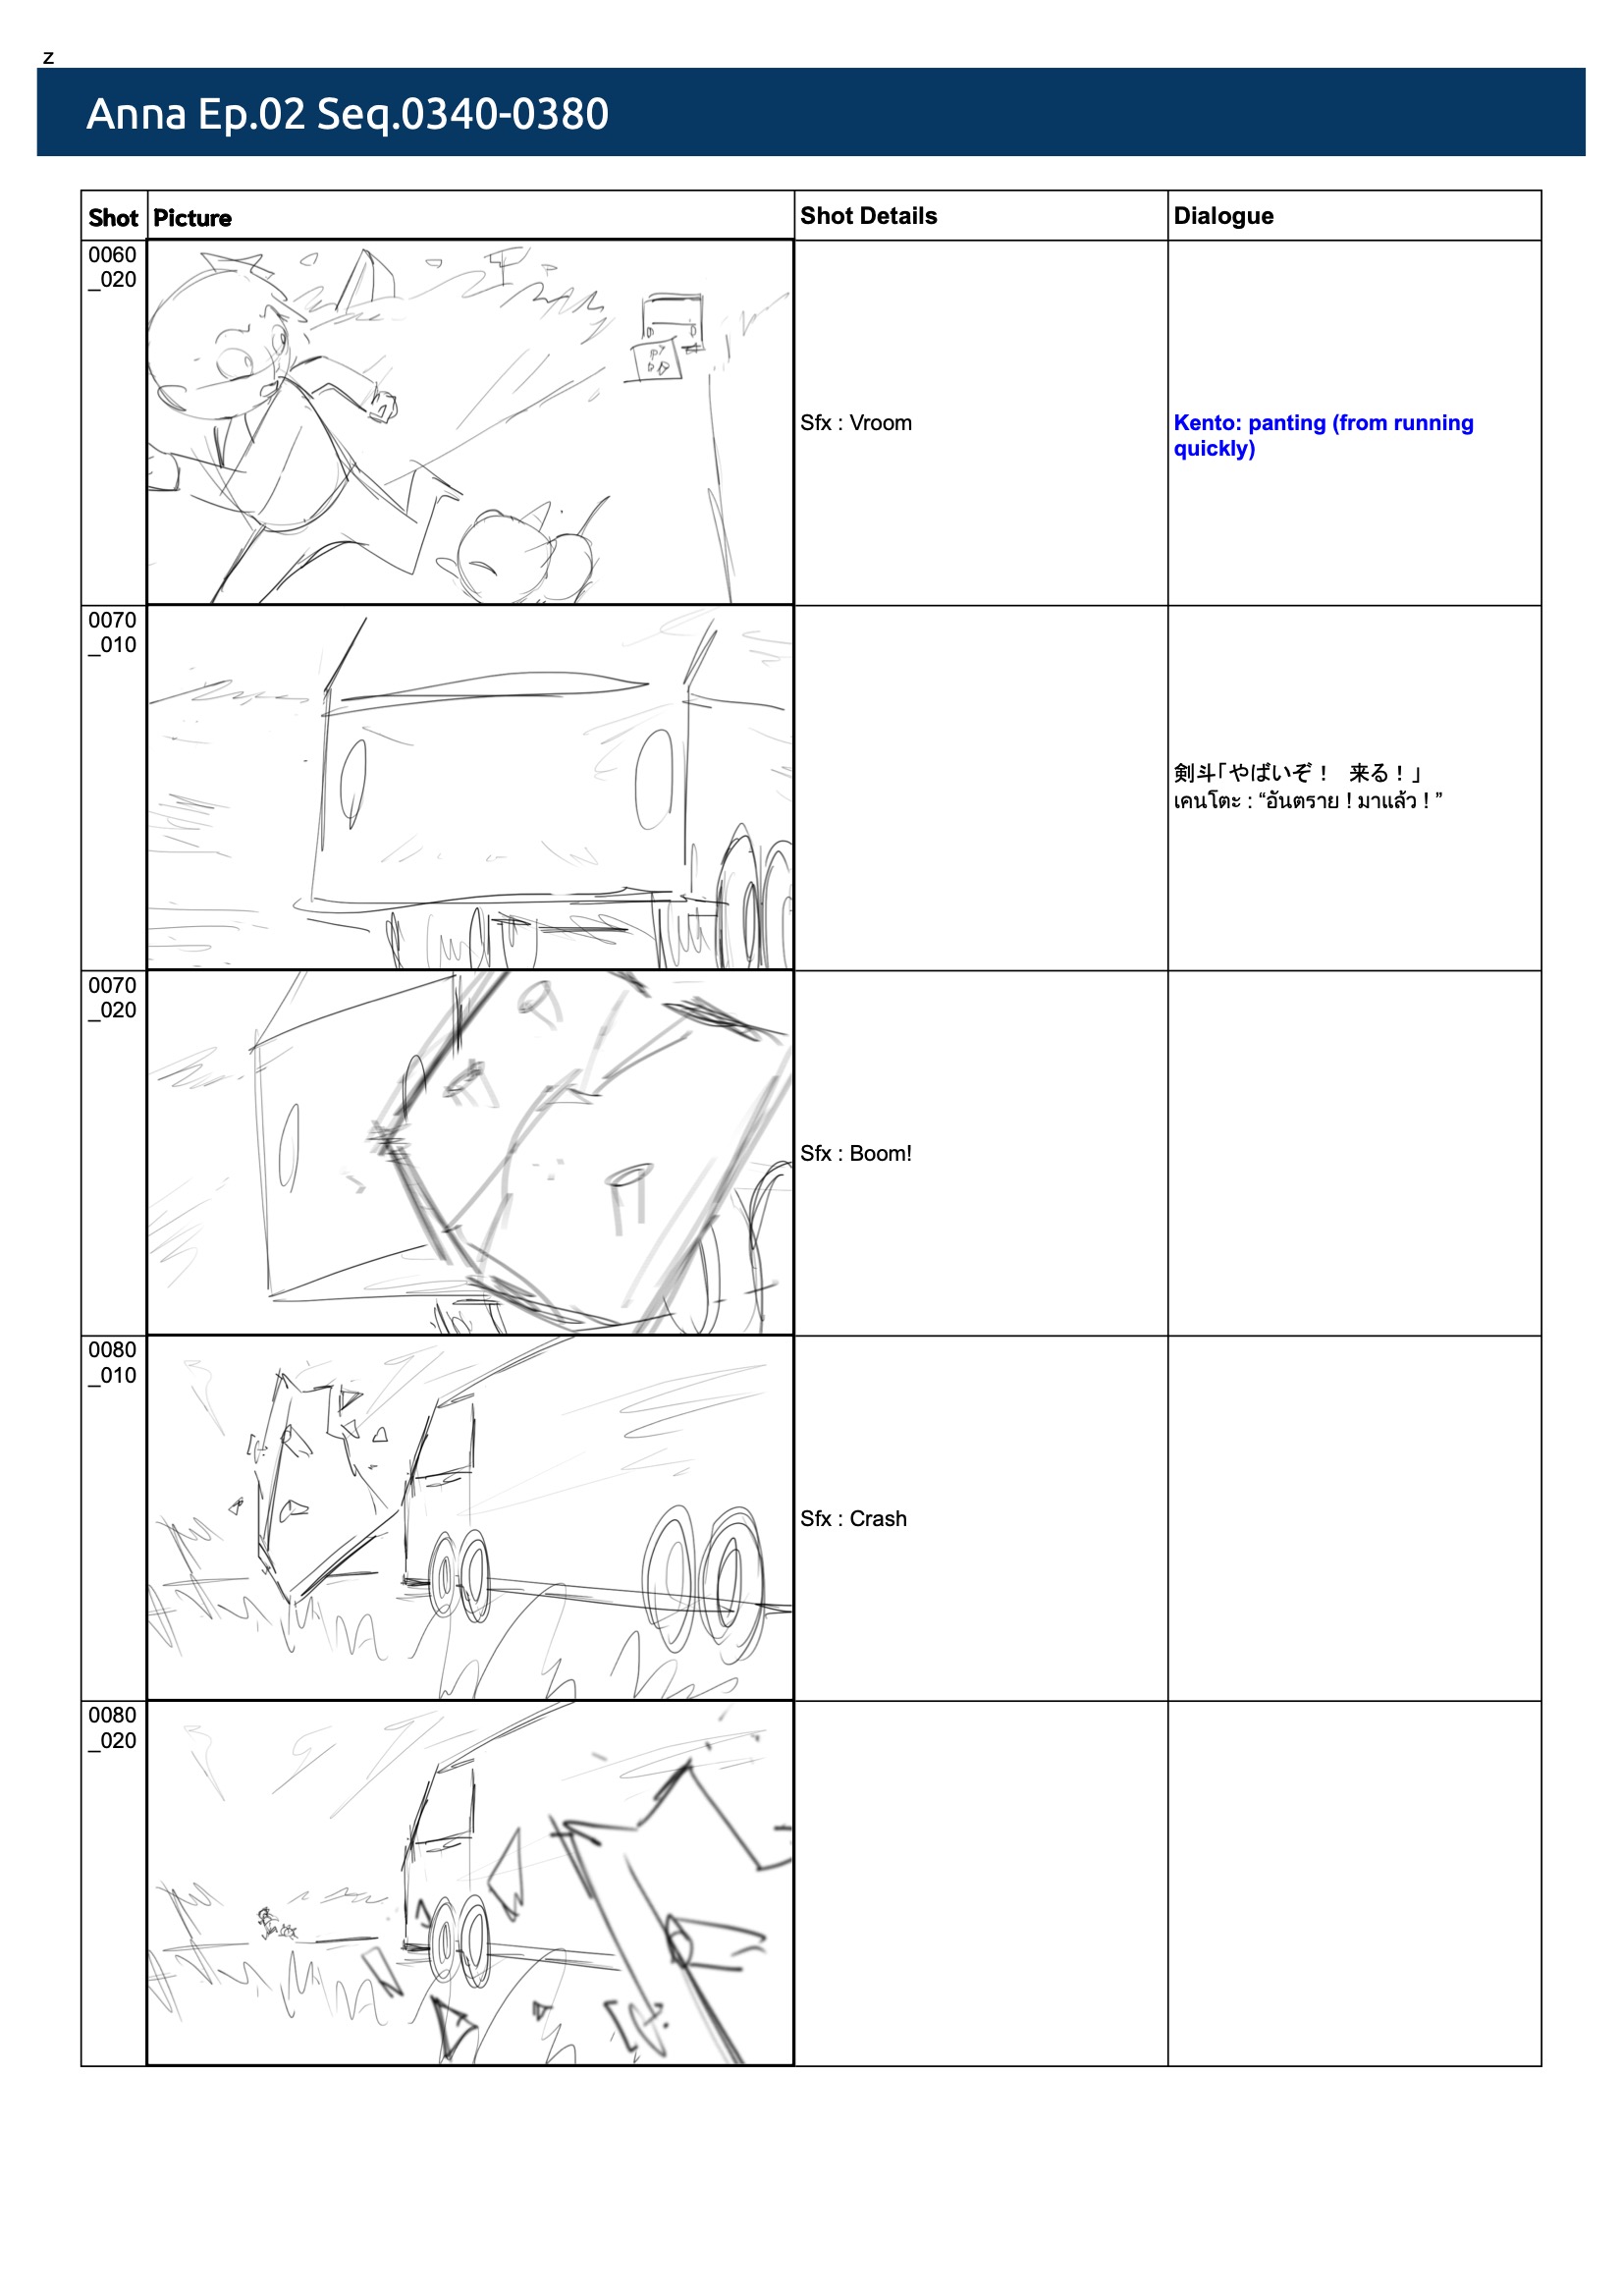 z
Anna Ep.02 Seq.0340-0380
Shot Picture Shot Details Dialogue
0060
_020
Sfx : Vroom
Kento: panting (from running
quickly)
0070
_010
剣斗「やばいぞ！　来る！」
เคนโตะ : “อันตราย ! มาแล้ว ! ”
0070
_020
Sfx : Boom!
0080
_010
Sfx : Crash
0080
_020